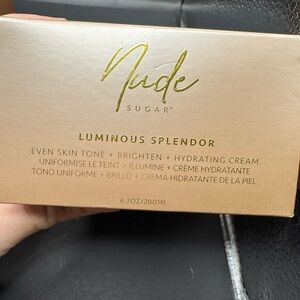 Nude
SUGAR™
LUMINOUS SPLENDOR
EVEN SKIN TONE + BRIGHTEN + HYDRATING CREAM
UNIFORMISE LE TEINT + ILLUMINE + CRÈME HYDRATANTE
TONO UNIFORME + BRILLO + CREMA HIDRATANTE DE LA PIEL
6.7OZ/200ML